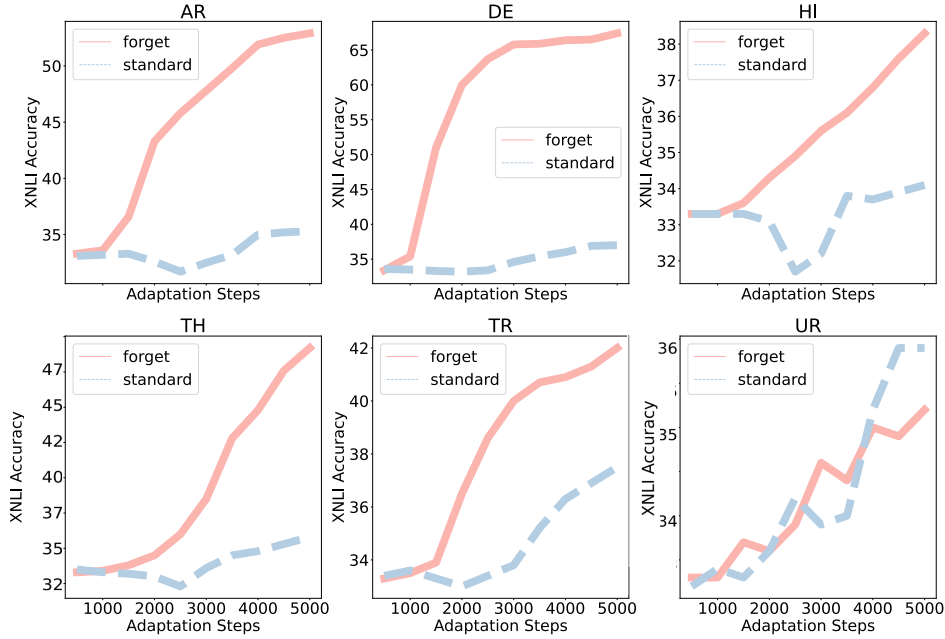 AR
forget
standard
50
45
40
35
XNLI Accuracy
Adaptation Steps
DE
65
60
55
50
45
40
35
forget
standard
XNLI Accuracy
Adaptation Steps
HI
forget
standard
38
37
36
35
34
33
32
XNLI Accuracy
Adaptation Steps
TH
forget
standard
47
45
42
40
37
35
32
XNLI Accuracy
1000 2000 3000 4000 5000
Adaptation Steps
TR
forget
standard
42
40
38
36
33
XNLI Accuracy
1000 2000 3000 4000 5000
Adaptation Steps
UR
forget
standard
36
35
34
XNLI Accuracy
1000 2000 3000 4000 5000
Adaptation Steps